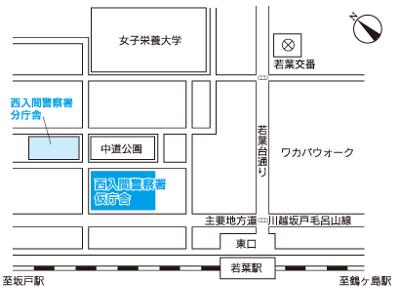 女子栄養大学
N
若葉交番
西入間警察署
分庁舎
中道公園
若葉台通り
ワカバウォーク
西入間警察署
仮庁舎
主要地方道
川越坂戸毛呂山線
東口
若葉駅
至坂戸駅
至鶴ヶ島駅